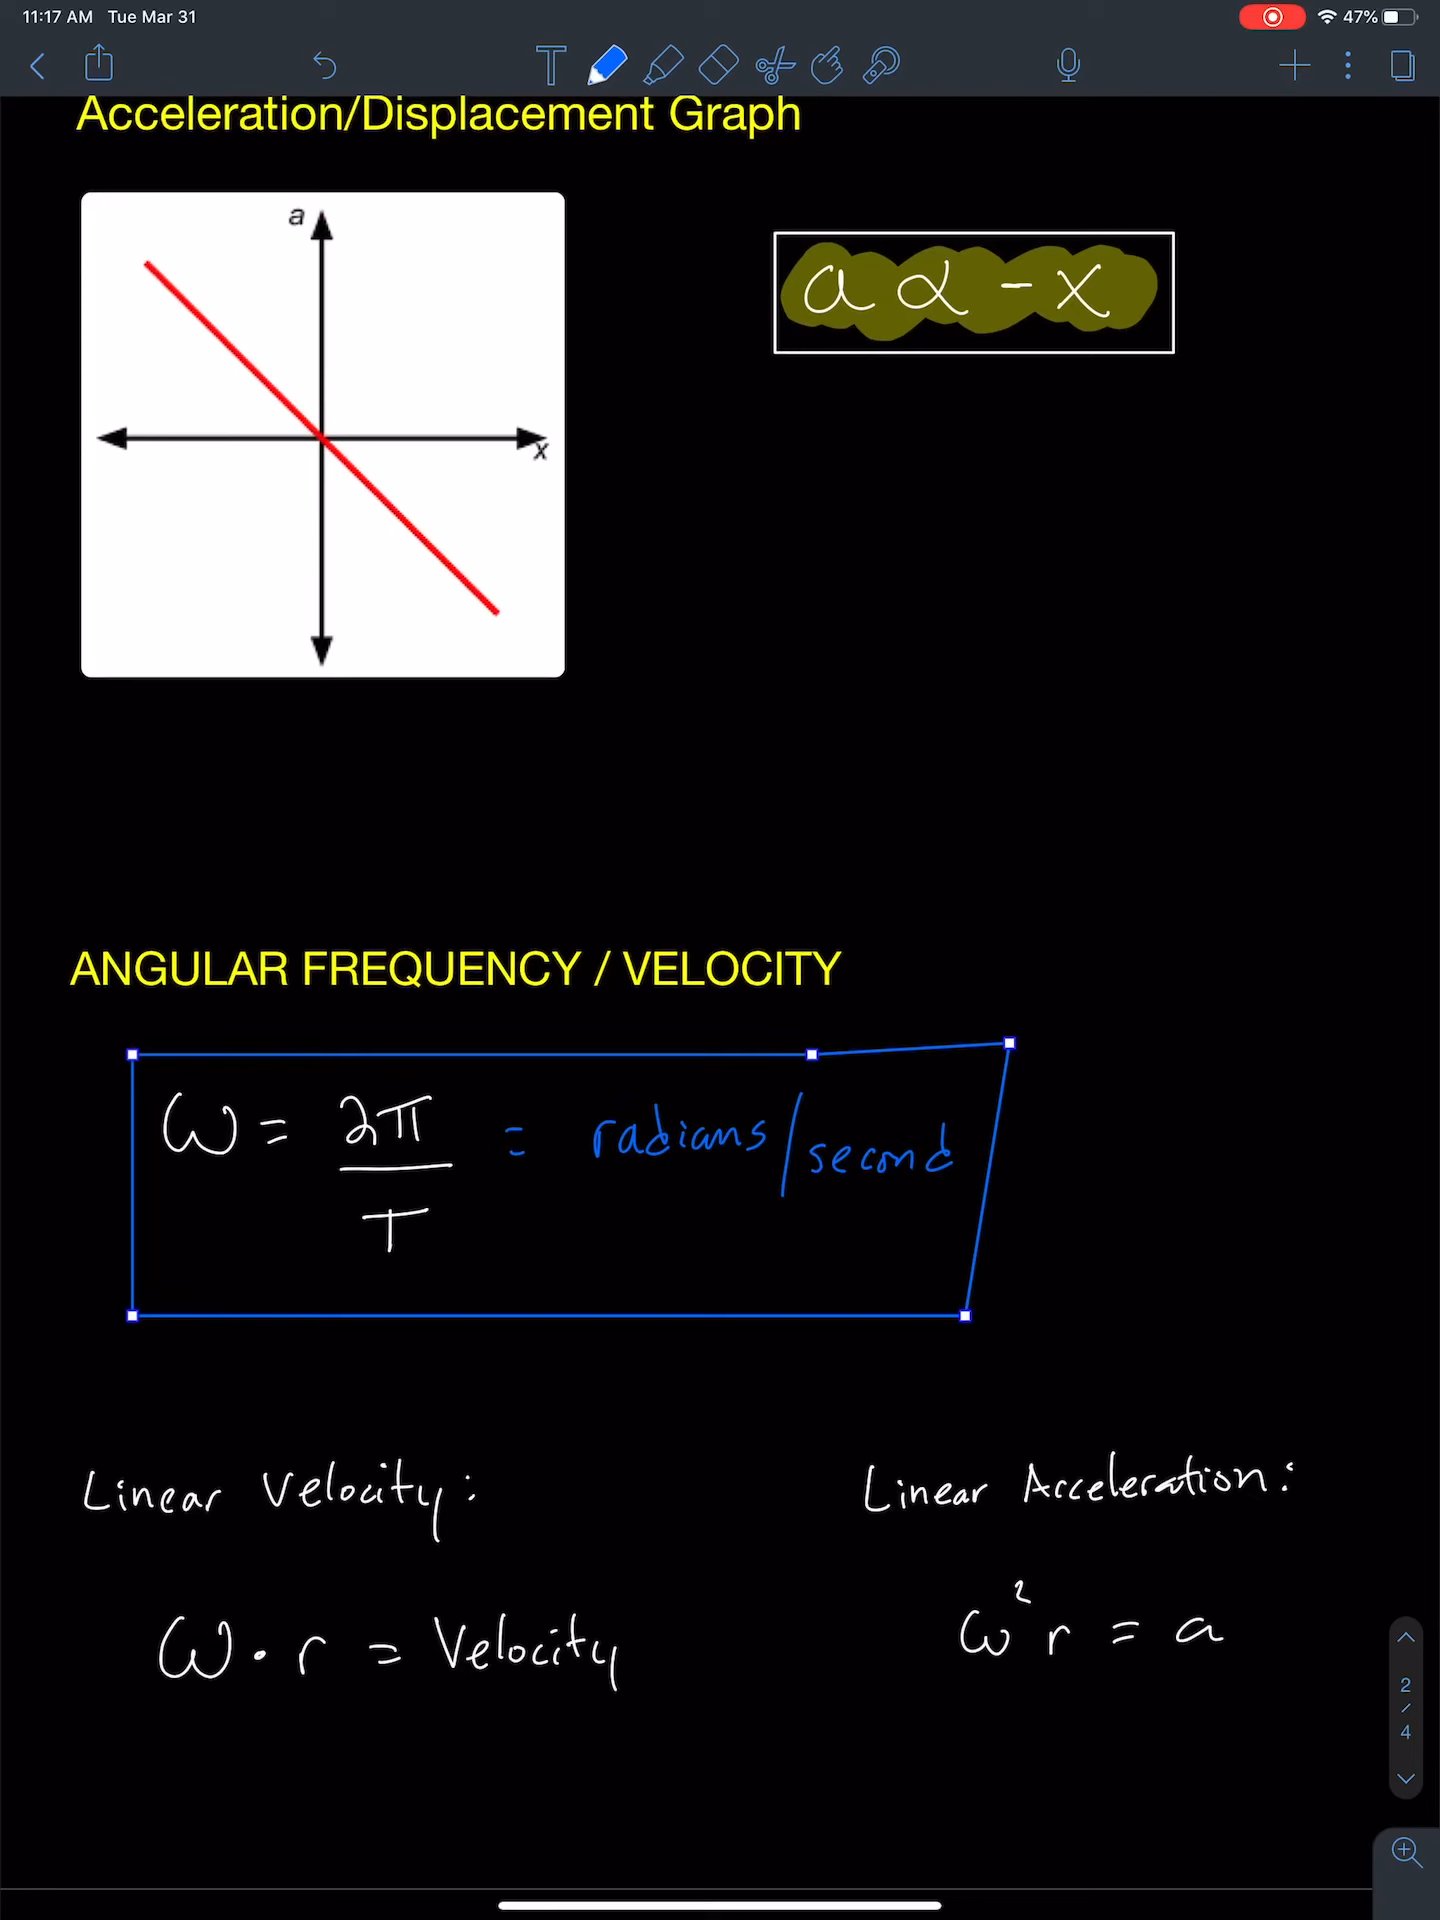 11:17 AM Tue Mar 31 47%
Acceleration/Displacement Graph
a
x
a α - x
ANGULAR FREQUENCY / VELOCITY
ω = 2π/T = radians/second
Linear Velocity:
Linear Acceleration:
ω · r = Velocity
ω² r = a
2/4